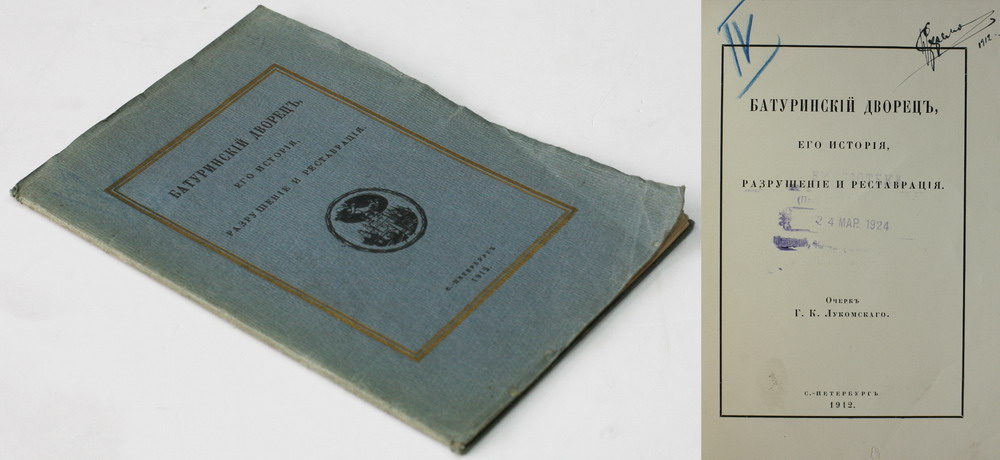 БАТУРИНСКІЙ ДВОРЕЦЪ,
ЕГО ИСТОРІЯ,
РАЗРУШЕНІЕ И РЕСТАВРАЦІЯ.
С.-ПЕТЕРБУРГЪ
1912.
IV
1912
БАТУРИНСКІЙ ДВОРЕЦЪ,
ЕГО ИСТОРІЯ,
РАЗРУШЕНІЕ И РЕСТАВРАЦІЯ.
24 МАР. 1924
Очеркъ
Г. К. Лукомскаго.
С.-ПЕТЕРБУРГЪ
1912.